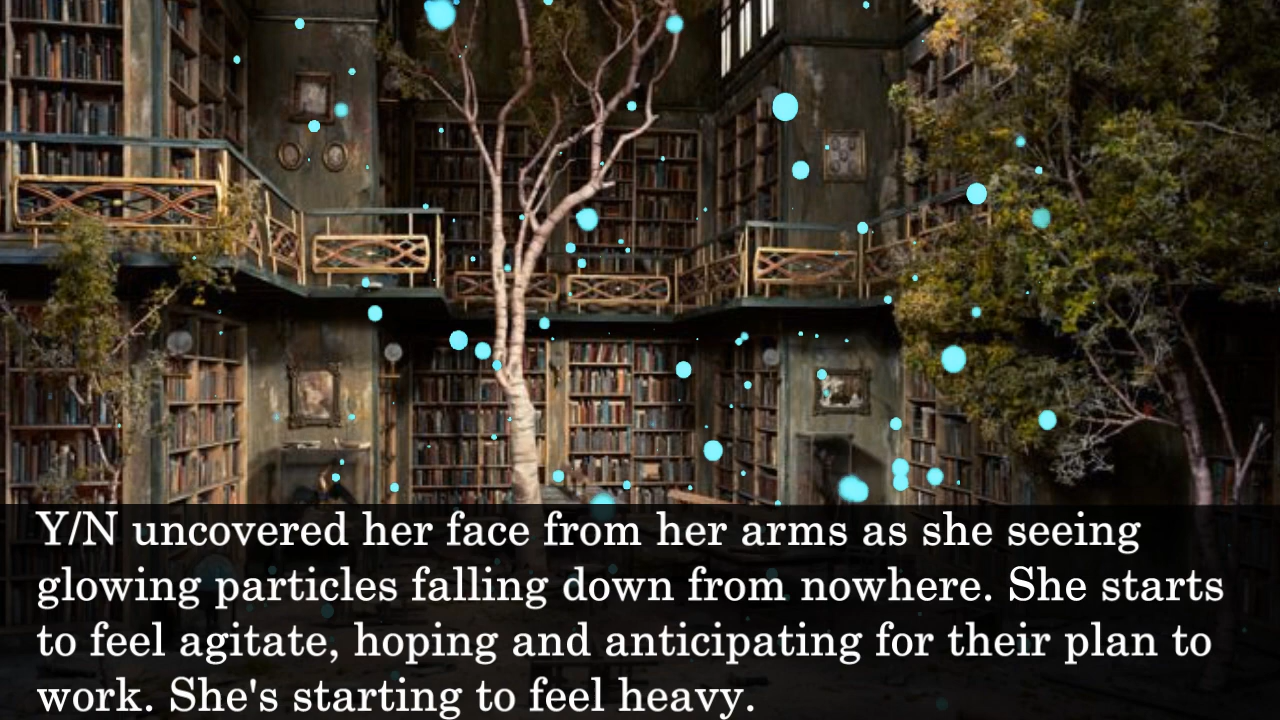 Y/N uncovered her face from her arms as she seeing
glowing particles falling down from nowhere. She starts
to feel agitate, hoping and anticipating for their plan to
work. She's starting to feel heavy.